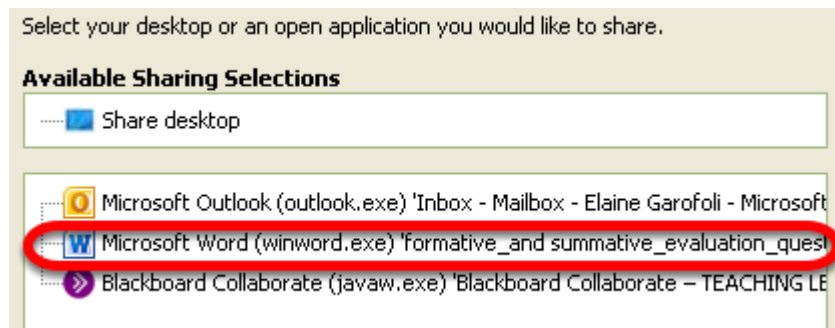 Select your desktop or an open application you would like to share.
Available Sharing Selections
Share desktop
Microsoft Outlook (outlook.exe) 'Inbox - Mailbox - Elaine Garofoli - Microsoft
Microsoft Word (winword.exe) 'formative_and summative_evaluation_quest
Blackboard Collaborate (javaw.exe) 'Blackboard Collaborate – TEACHING LE